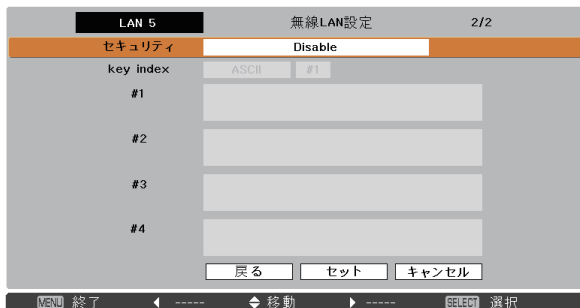 LAN 5 無線LAN設定 2/2
セキュリティ Disable
key index ASCII #1
#1
#2
#3
#4
戻る セット キャンセル
MENU 終了 ◀ ----- ◆ 移動 ▶ ----- SELECT 選択